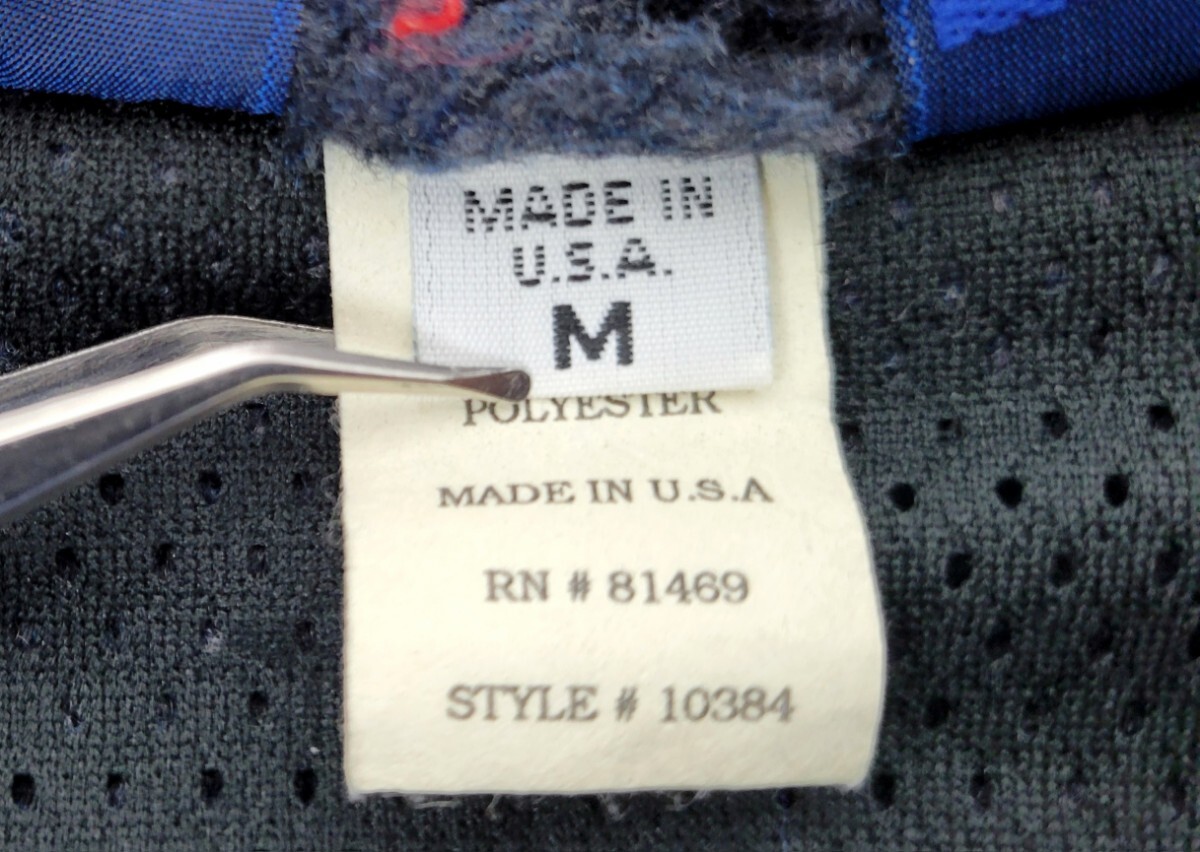 MADE IN
U.S.A.
M
POLYESTER
MADE IN U.S.A
RN # 81469
STYLE # 10384